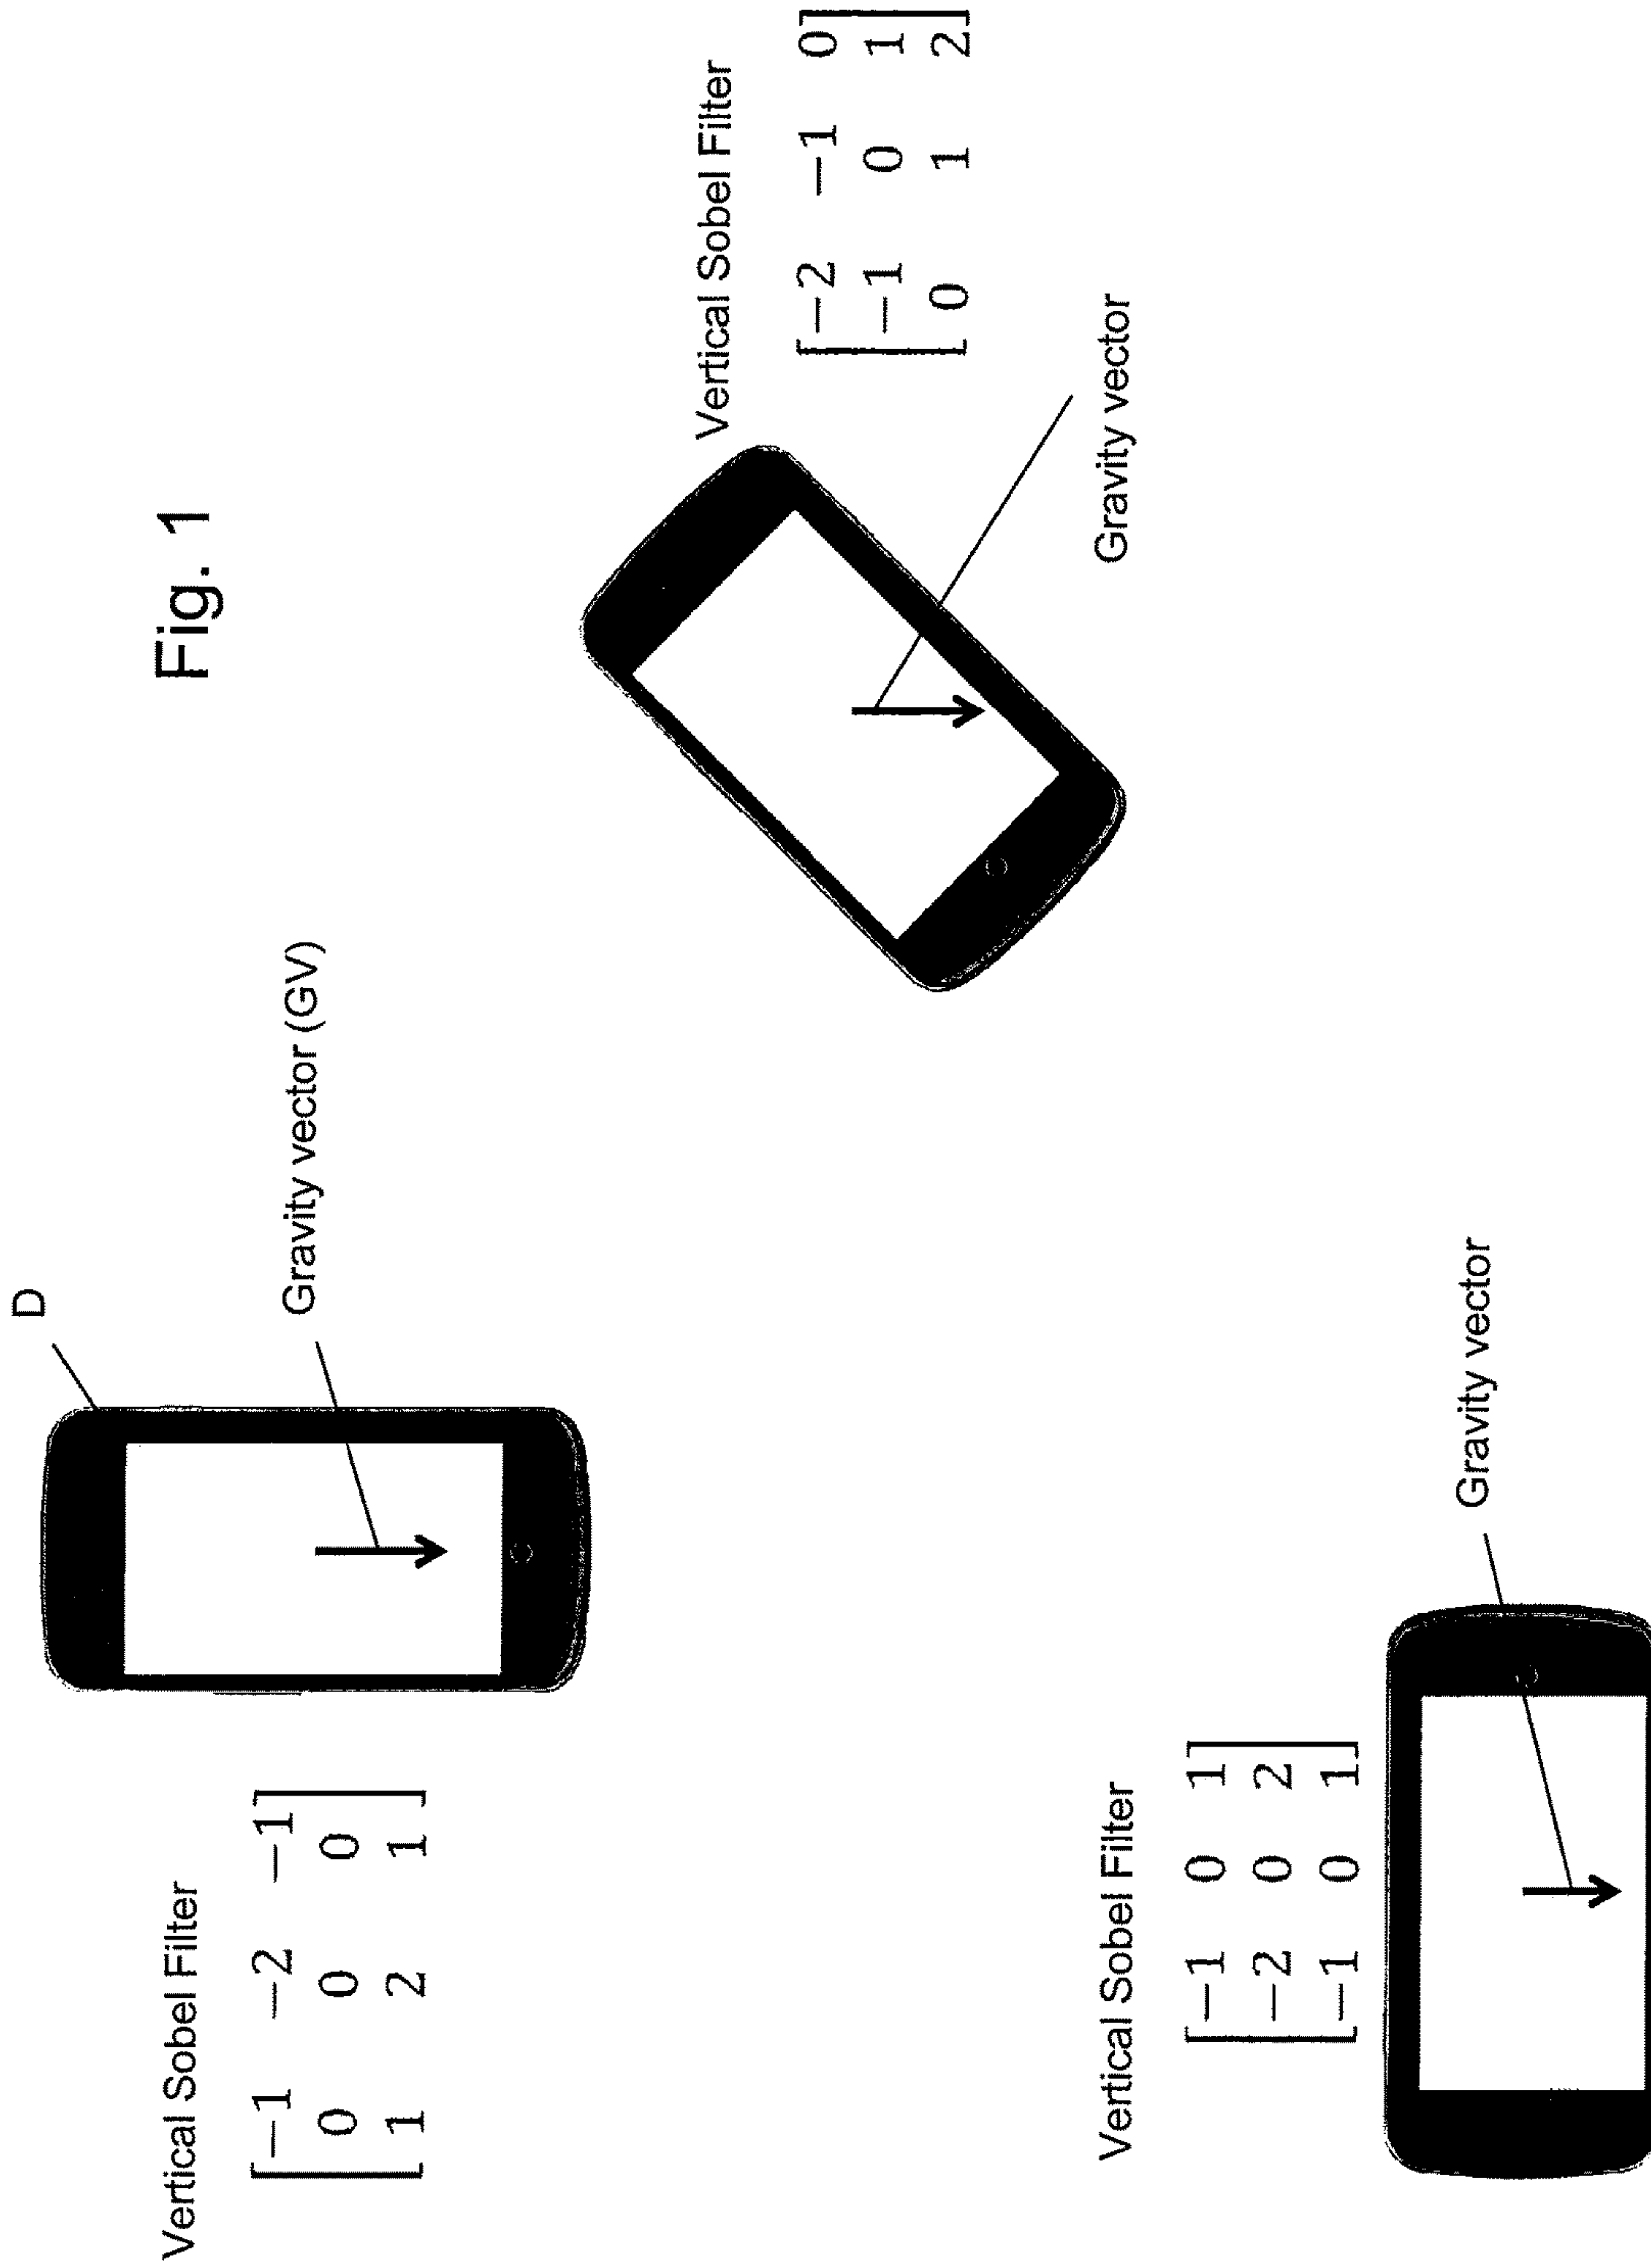 Fig. 1
D
Vertical Sobel Filter
[−1 −2 −1
0 0 0
1 2 1]
Gravity vector (GV)
Vertical Sobel Filter
[−2 −1 0
−1 0 1
0 1 2]
Gravity vector
Vertical Sobel Filter
[−1 0 1
−2 0 2
−1 0 1]
Gravity vector